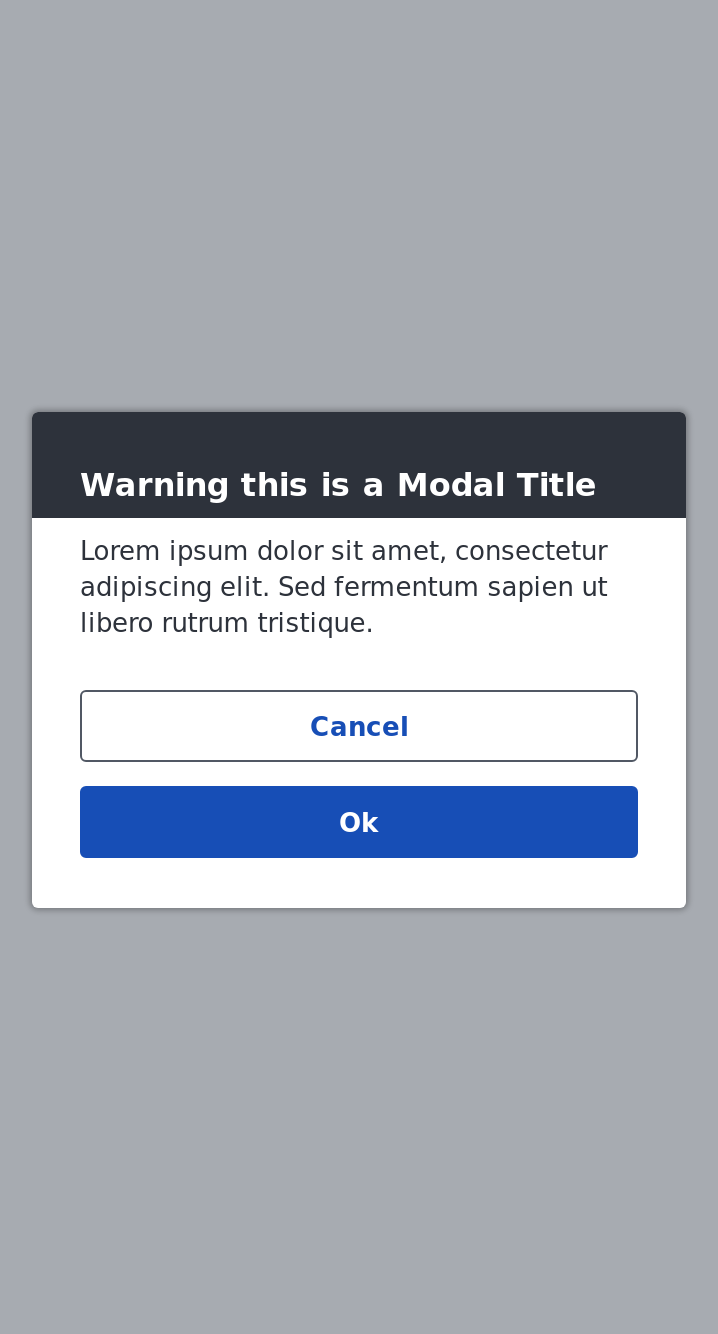 Warning this is a Modal Title
Lorem ipsum dolor sit amet, consectetur
adipiscing elit. Sed fermentum sapien ut
libero rutrum tristique.
Cancel
Ok